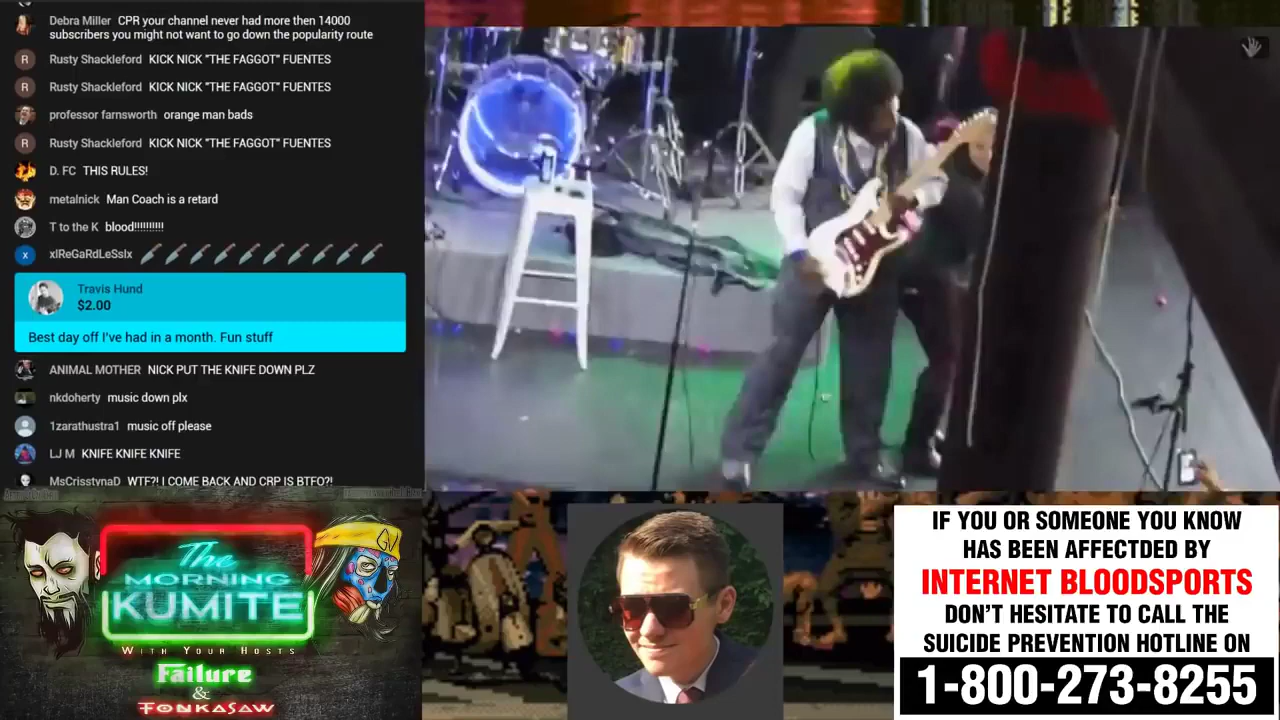 Debra Miller CPR your channel never had more then 14000
subscribers you might not want to go down the popularity route
R Rusty Shackleford KICK NICK "THE FAGGOT" FUENTES
R Rusty Shackleford KICK NICK "THE FAGGOT" FUENTES
professor farnsworth orange man bads
R Rusty Shackleford KICK NICK "THE FAGGOT" FUENTES
D. FC THIS RULES!
metalnick Man Coach is a retard
T to the K blood!!!!!!!!!!
x xIReGaRdLeSsIx
Travis Hund
$2.00
Best day off I've had in a month. Fun stuff
ANIMAL MOTHER NICK PUT THE KNIFE DOWN PLZ
nkdoherty music down plx
1zarathustra1 music off please
LJ M KNIFE KNIFE KNIFE
MsCrisstynaD WTF?! I COME BACK AND CRP IS BTFO?!
The
MORNING
KUMITE
WITH YOUR HOSTS
Failure
&
TONKASAW
IF YOU OR SOMEONE YOU KNOW
HAS BEEN AFFECTDED BY
INTERNET BLOODSPORTS
DON'T HESITATE TO CALL THE
SUICIDE PREVENTION HOTLINE ON
1-800-273-8255